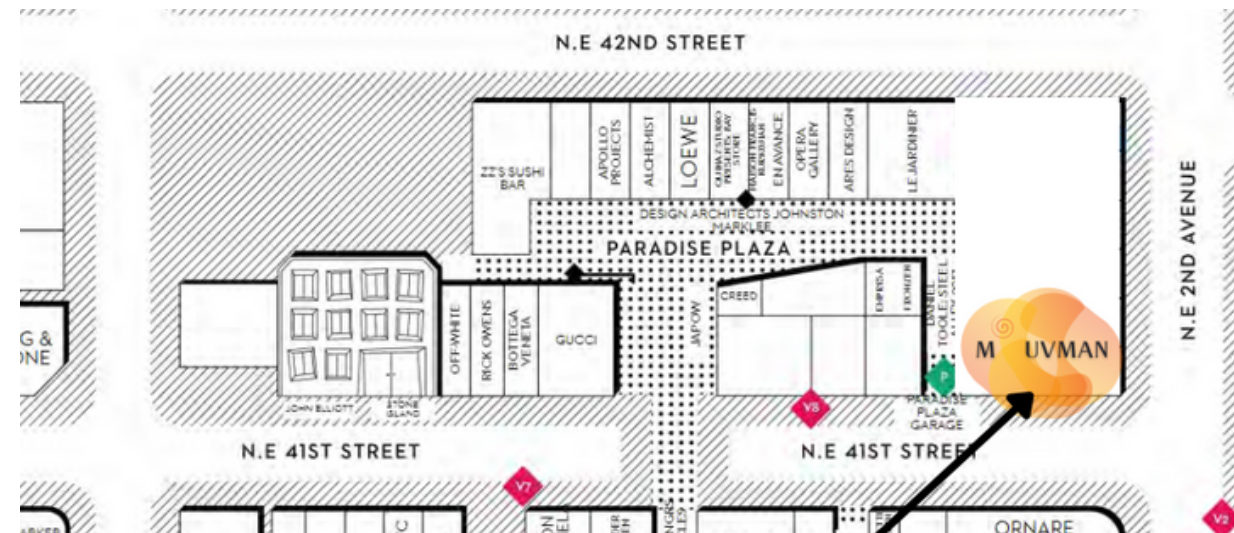 N.E 42ND STREET
ZZ'S SUSHI
BAR
APOLLO
PROJECTS
ALCHEMIST
LOEWE
STORE
EN AVANCE
OPERA
GALLERY
ARES DESIGN
LE JARDINIER
DESIGN ARCHITECTS JOHNSTON
MARKLEE
PARADISE PLAZA
N.E 2ND AVENUE
G &
ONE
OFF-WHITE
RICK OWENS
BOTTEGA
VENETA
GUCCI
JAPOW
CREED
DANIEL
TOOLE: STEEL
M UVMAN
P
V8
JOHN ELLIOTT
STONE
ISLAND
PARADISE
PLAZA
GARAGE
N.E 41ST STREET
N.E 41ST STREET
V7
V2
ORNARE